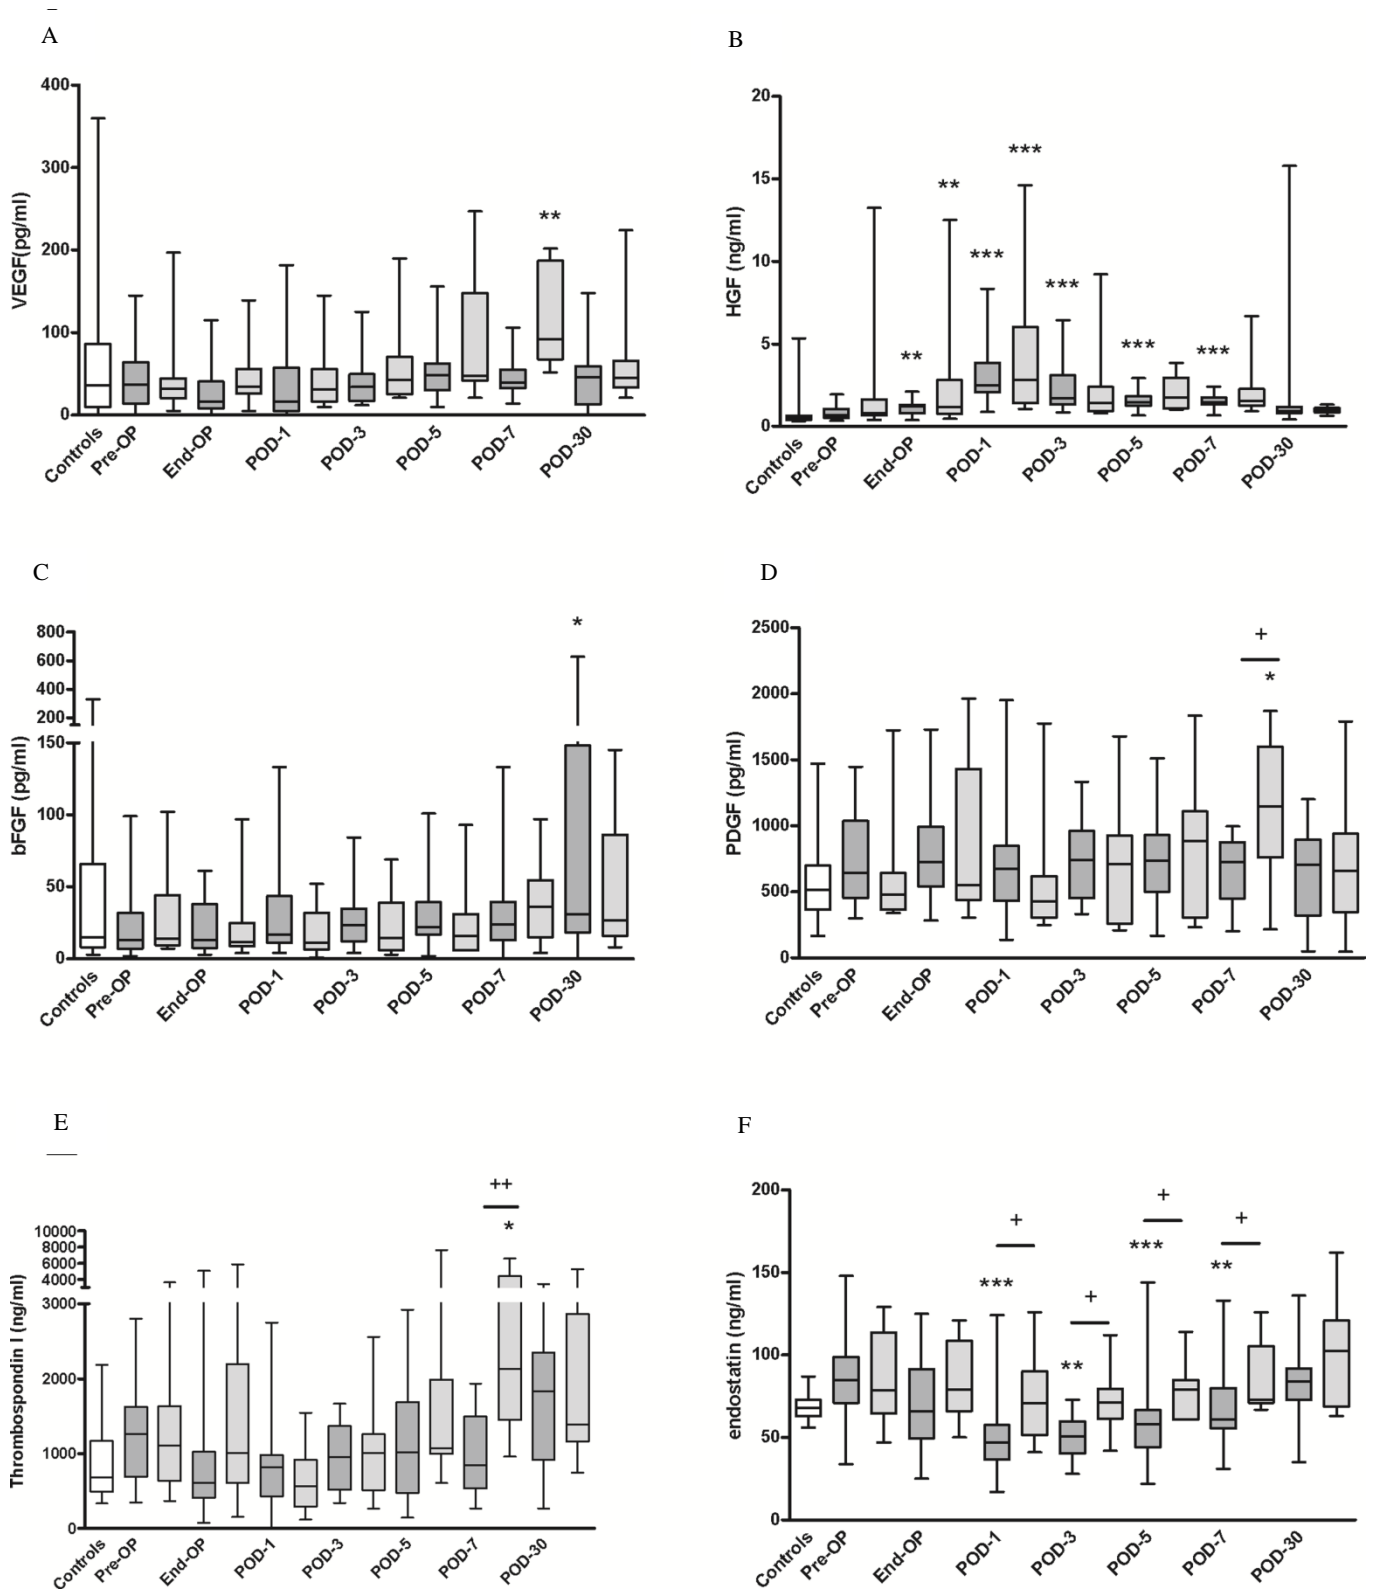 A
VEGF(pg/ml)
400
300
200
100
0
**
Controls
Pre-OP
End-OP
POD-1
POD-3
POD-5
POD-7
POD-30
B
HGF (ng/ml)
20
15
10
5
0
**
**
***
***
***
***
***
Controls
Pre-OP
End-OP
POD-1
POD-3
POD-5
POD-7
POD-30
C
bFGF (pg/ml)
800
600
400
200
150
100
50
0
*
Controls
Pre-OP
End-OP
POD-1
POD-3
POD-5
POD-7
POD-30
D
PDGF (pg/ml)
2500
2000
1500
1000
500
0
+
*
Controls
Pre-OP
End-OP
POD-1
POD-3
POD-5
POD-7
POD-30
E
Thrombospondin I (ng/ml)
10000
8000
6000
4000
3000
2000
1000
0
++
*
Controls
Pre-OP
End-OP
POD-1
POD-3
POD-5
POD-7
POD-30
F
endostatin (ng/ml)
200
150
100
50
0
+
***
+
**
+
***
+
**
Controls
Pre-OP
End-OP
POD-1
POD-3
POD-5
POD-7
POD-30